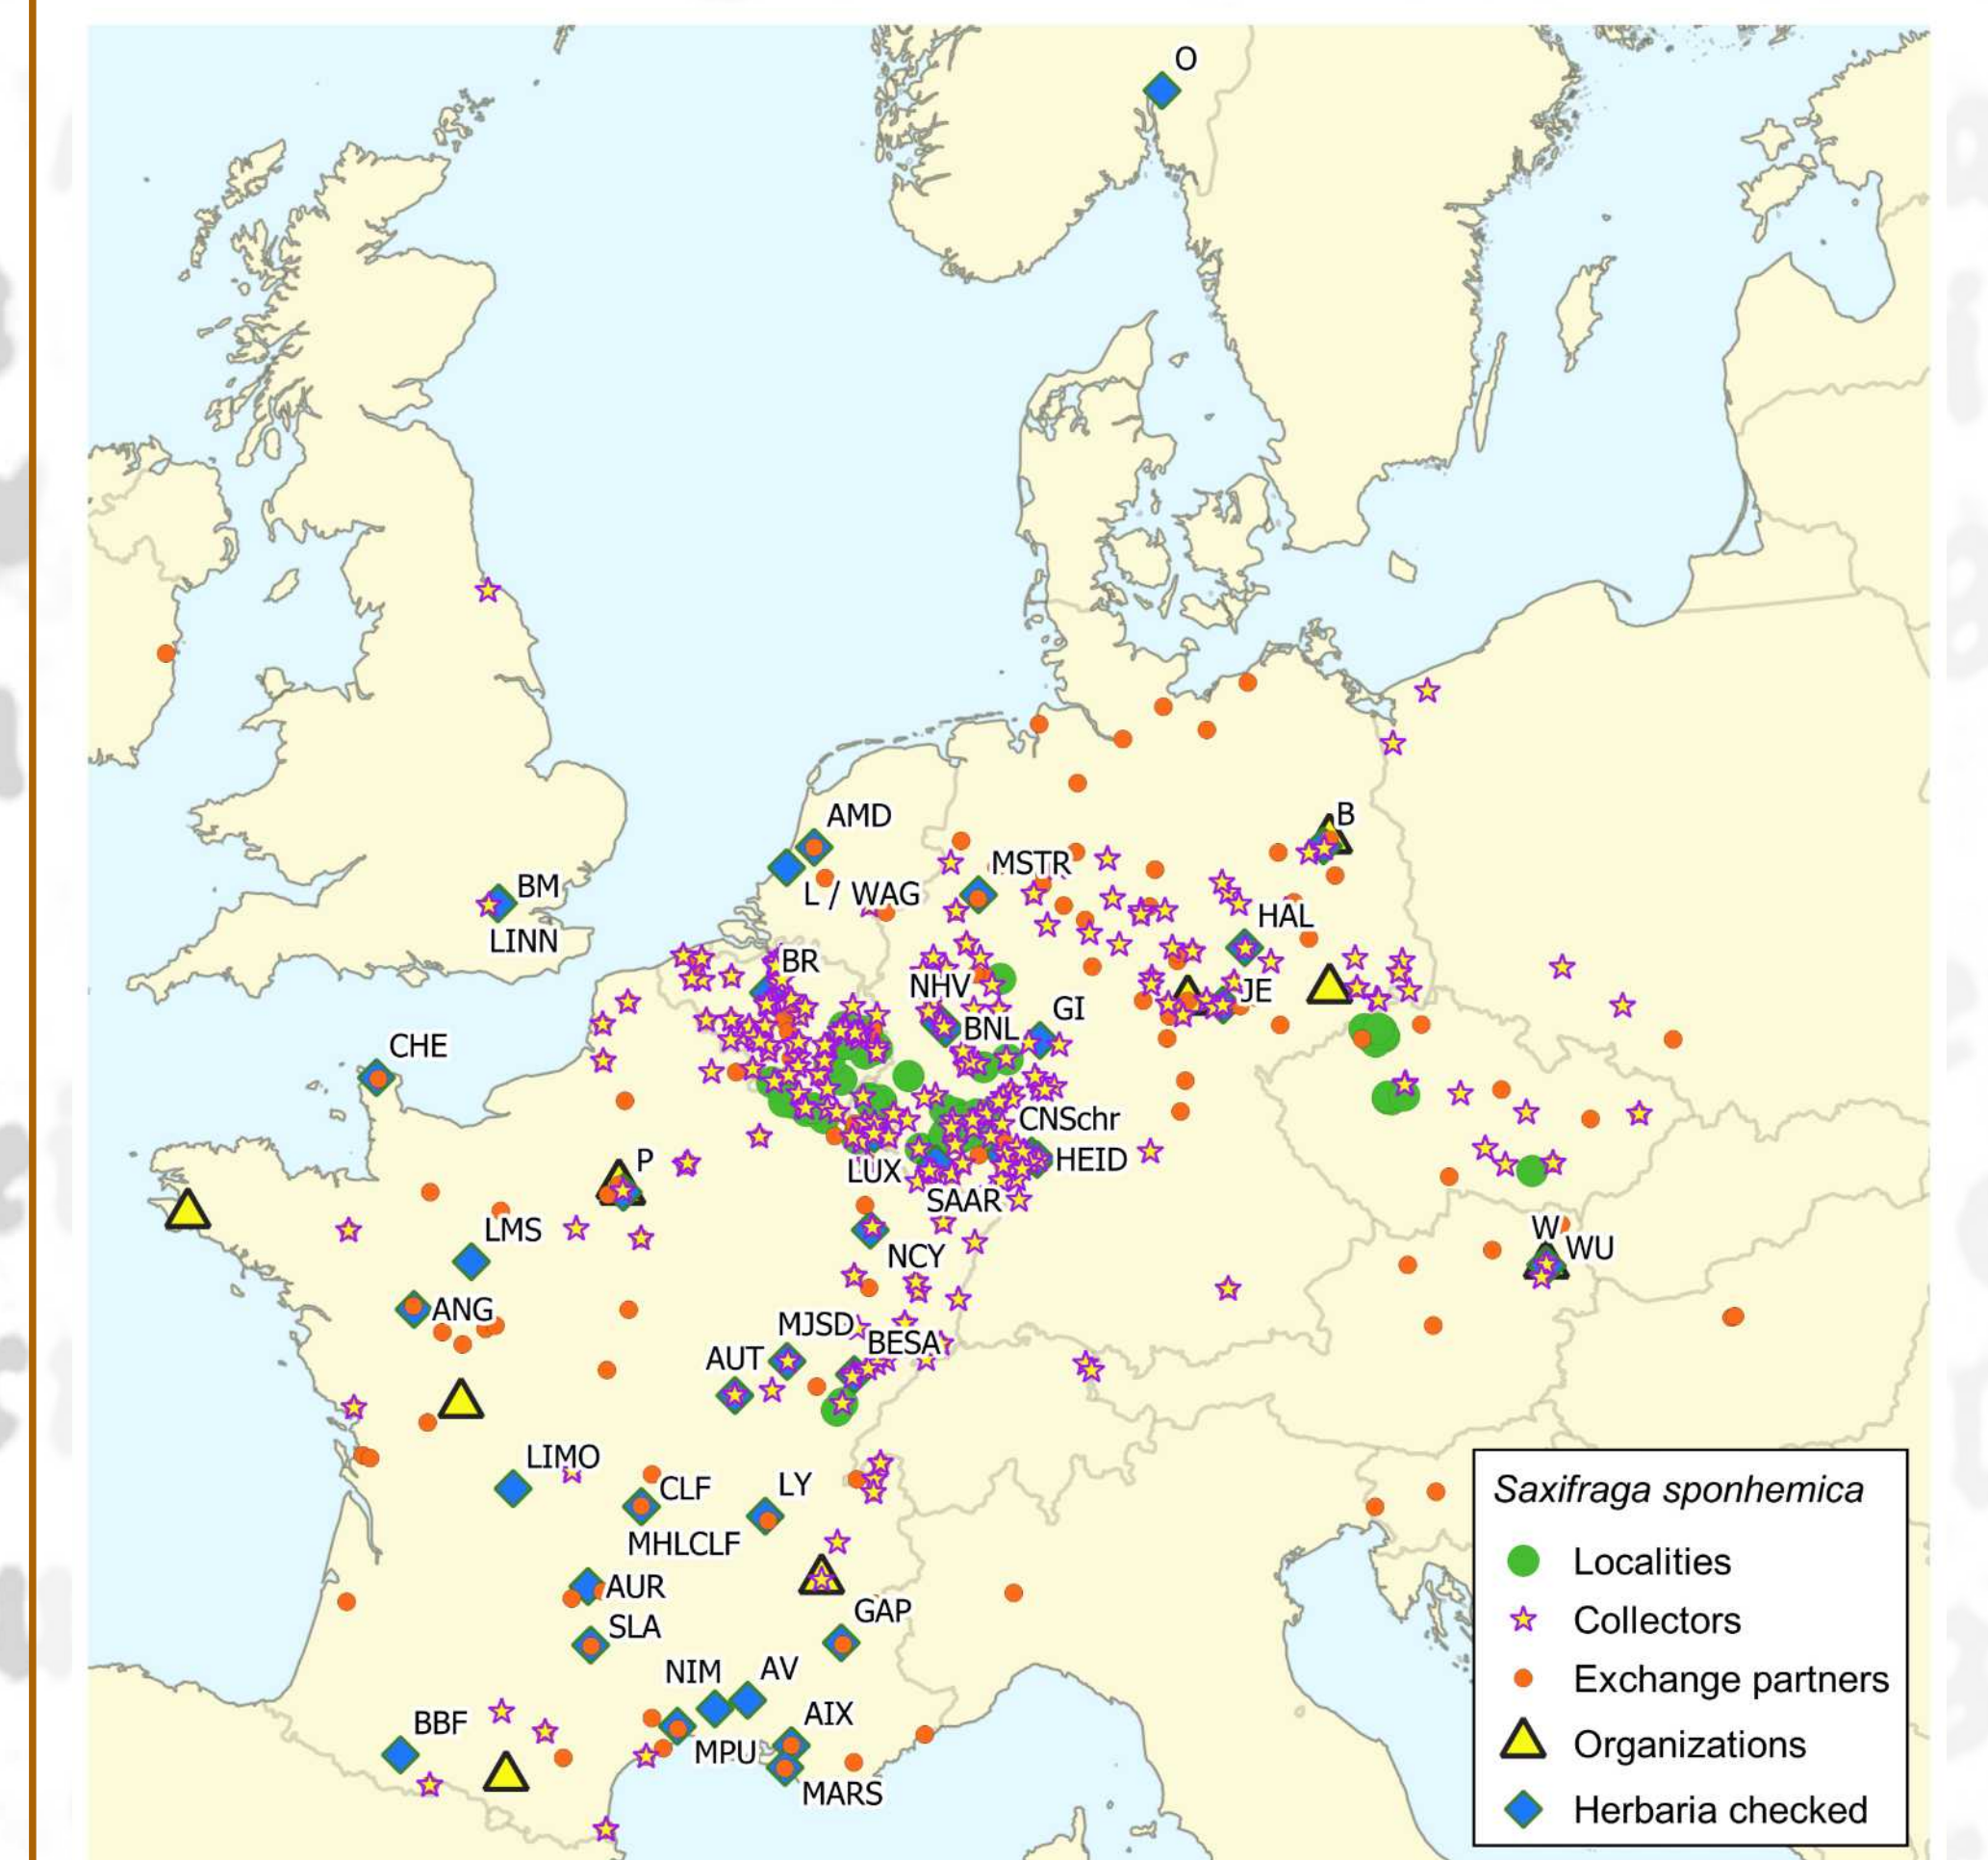 O
AMD
B
MSTR
BM
L / WAG
HAL
LINN
BR
NHV
JE
GI
BNL
CHE
CNSchr
P
LUX
HEID
SAAR
LMS
W
WU
NCY
ANG
MJSD
BESA
AUT
LIMO
CLF
LY
MHLCLF
AUR
GAP
SLA
NIM
AV
BBF
AIX
MPU
MARS
Saxifraga sponhemica
Localities
Collectors
Exchange partners
Organizations
Herbaria checked